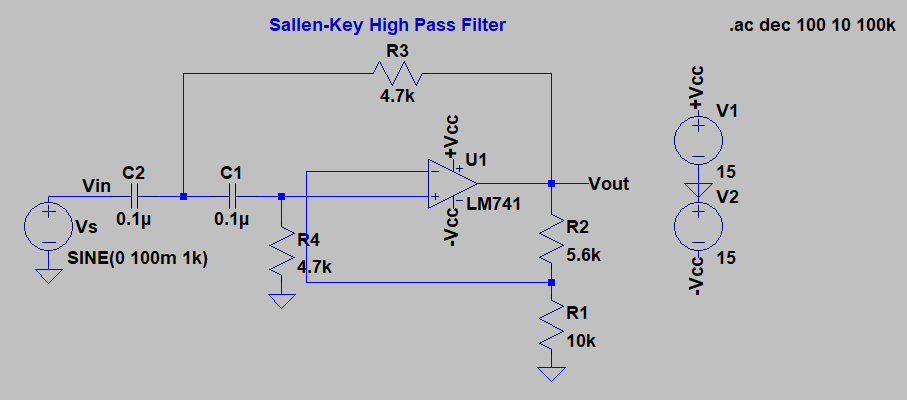 Sallen-Key High Pass Filter
.ac dec 100 10 100k
R3
4.7k
+Vcc
V1
15
V2
15
-Vcc
+Vcc
U1
LM741
-Vcc
Vout
Vin
C2
0.1µ
C1
0.1µ
Vs
SINE(0 100m 1k)
R4
4.7k
R2
5.6k
R1
10k